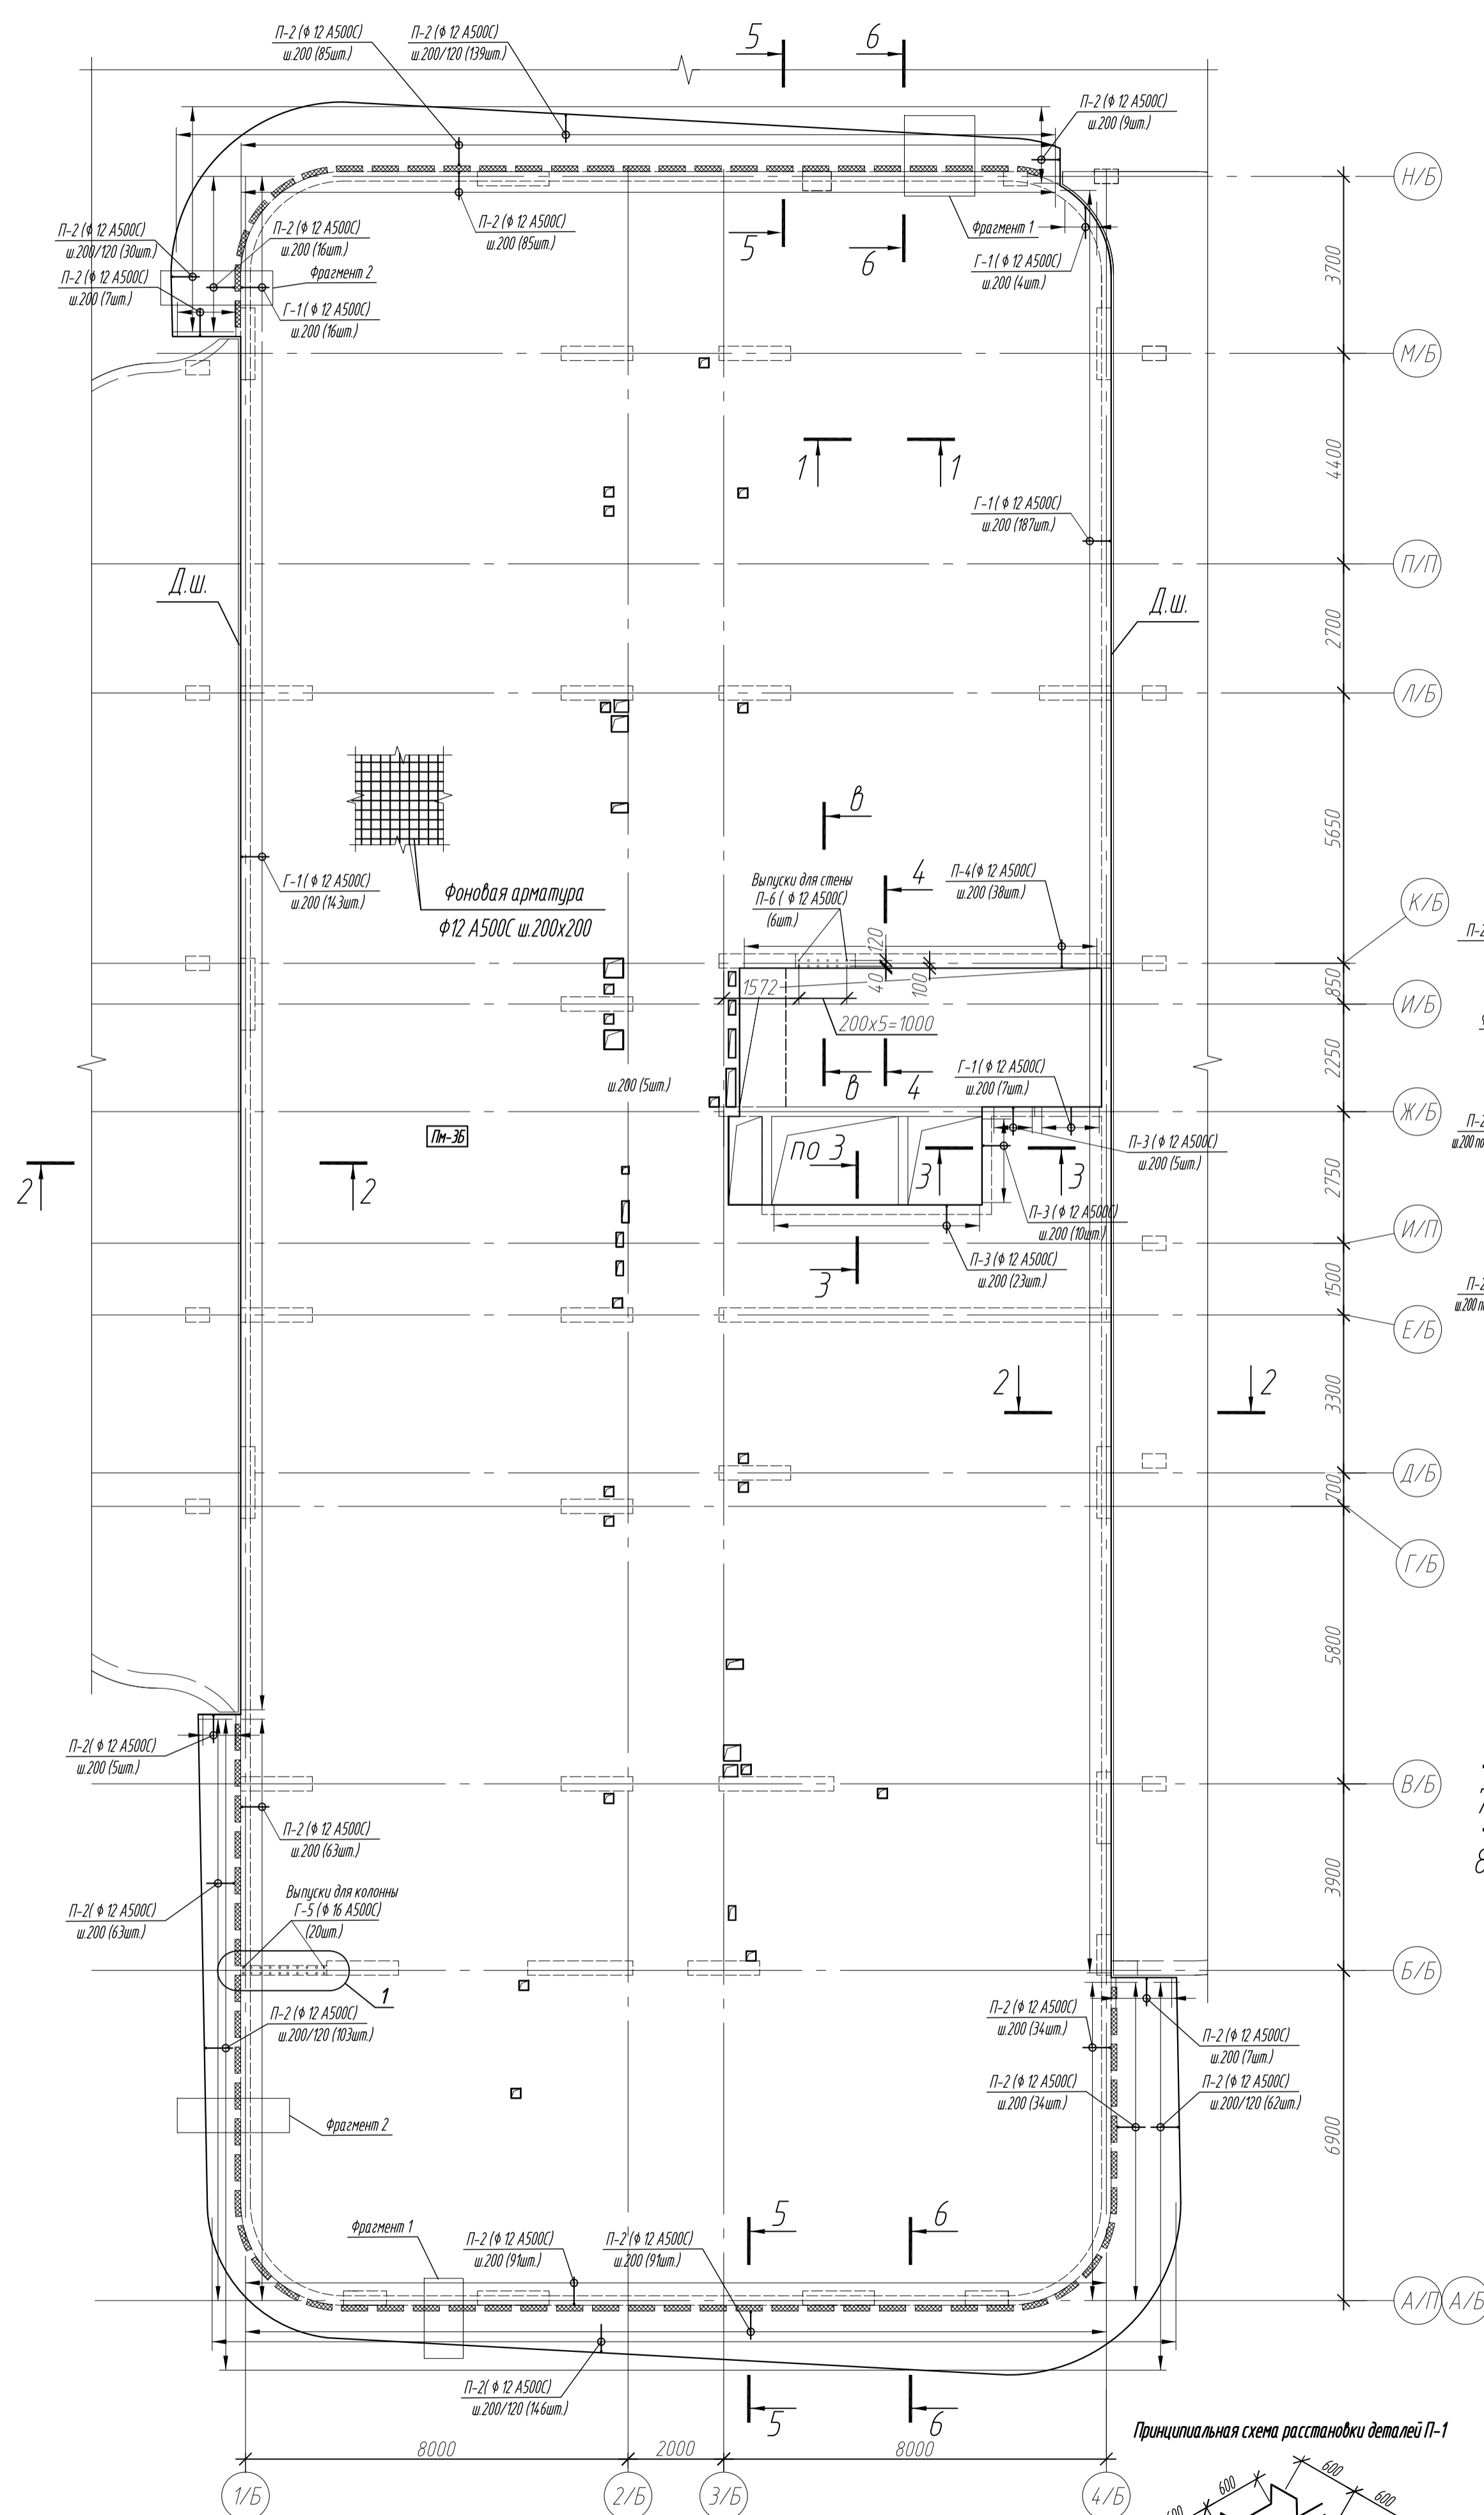 П-2 (ϕ 12 А500С)
ш.200 (85шт.)
П-2 (ϕ 12 А500С)
ш.200/120 (139шт.)
5
6
П-2 (ϕ 12 А500С)
ш.200 (9шт.)
Н/Б
П-2 (ϕ 12 А500С)
ш.200/120 (30шт.)
П-2 (ϕ 12 А500С)
ш.200 (16шт.)
П-2 (ϕ 12 А500С)
ш.200 (85шт.)
5
6
Фрагмент 1
П-2 (ϕ 12 А500С)
ш.200 (7шт.)
Фрагмент 2
Г-1 (ϕ 12 А500С)
ш.200 (16шт.)
Г-1 (ϕ 12 А500С)
ш.200 (4шт.)
3700
М/Б
1
1
4400
Г-1 (ϕ 12 А500С)
ш.200 (187шт.)
П/П
Д.ш.
Д.ш.
2700
Л/Б
5650
В
Фоновая арматура
Ф12 А500С ш.200х200
Г-1 (ϕ 12 А500С)
ш.200 (143шт.)
Выпуски для стены
П-6 (ϕ 12 А500С)
(6шт.)
4
П-4(ϕ 12 А500С)
ш.200 (38шт.)
К/Б
120
40
100
1572
200х5=1000
850
И/Б
2250
ш.200 (5шт.)
В
4
Г-1 (ϕ 12 А500С)
ш.200 (7шт.)
Ж/Б
Пм-3Б
по 3
3
3
П-3 (ϕ 12 А500С)
ш.200 (5шт.)
2
2
2750
П-3 (ϕ 12 А500С)
ш.200 (10шт.)
И/П
3
П-3 (ϕ 12 А500С)
ш.200 (23шт.)
1500
Е/Б
2
2
3300
Д/Б
700
Г/Б
5800
П-2( ϕ 12 А500С)
ш.200 (5шт.)
В/Б
П-2 (ϕ 12 А500С)
ш.200 (63шт.)
3900
П-2( ϕ 12 А500С)
ш.200 (63шт.)
Выпуски для колонны
Г-5 (ϕ 16 А500С)
(20шт.)
Б/Б
1
П-2 (ϕ 12 А500С)
ш.200/120 (103шт.)
П-2 (ϕ 12 А500С)
ш.200 (34шт.)
П-2 (ϕ 12 А500С)
ш.200 (7шт.)
П-2 (ϕ 12 А500С)
ш.200 (34шт.)
П-2 (ϕ 12 А500С)
ш.200/120 (62шт.)
Фрагмент 2
6900
Фрагмент 1
П-2 (ϕ 12 А500С)
ш.200 (91шт.)
П-2 (ϕ 12 А500С)
ш.200 (91шт.)
5
6
А/П
А/Б
П-2( ϕ 12 А500С)
ш.200/120 (146шт.)
5
6
Принципиальная схема расстановки деталей П-1
8000
2000
8000
600
600
600
1/Б
2/Б
3/Б
4/Б